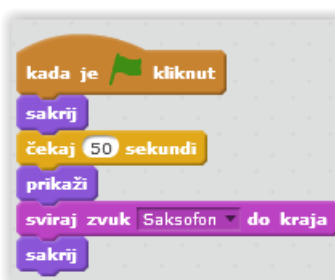 kada je kliknut
sakrij
čekaj 50 sekundi
prikaži
sviraj zvuk Saksofon do kraja
sakrij